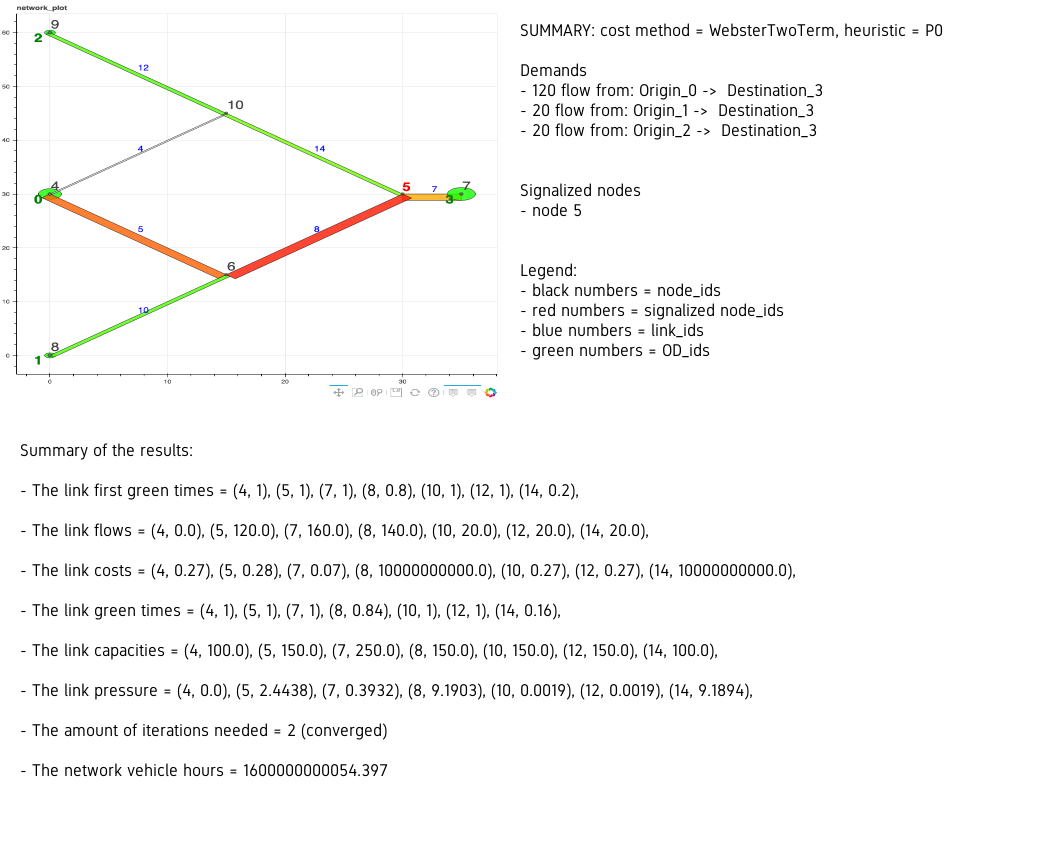 network_plot
9
2
12
10
4
14
4
0
5
7
7
3
5
8
6
10
8
1
60
50
40
30
20
10
0
0
10
20
30
SUMMARY: cost method = WebsterTwoTerm, heuristic = P0
Demands
- 120 flow from: Origin_0 -> Destination_3
- 20 flow from: Origin_1 -> Destination_3
- 20 flow from: Origin_2 -> Destination_3
Signalized nodes
- node 5
Legend:
- black numbers = node_ids
- red numbers = signalized node_ids
- blue numbers = link_ids
- green numbers = OD_ids
Summary of the results:
- The link first green times = (4, 1), (5, 1), (7, 1), (8, 0.8), (10, 1), (12, 1), (14, 0.2),
- The link flows = (4, 0.0), (5, 120.0), (7, 160.0), (8, 140.0), (10, 20.0), (12, 20.0), (14, 20.0),
- The link costs = (4, 0.27), (5, 0.28), (7, 0.07), (8, 10000000000.0), (10, 0.27), (12, 0.27), (14, 10000000000.0),
- The link green times = (4, 1), (5, 1), (7, 1), (8, 0.84), (10, 1), (12, 1), (14, 0.16),
- The link capacities = (4, 100.0), (5, 150.0), (7, 250.0), (8, 150.0), (10, 150.0), (12, 150.0), (14, 100.0),
- The link pressure = (4, 0.0), (5, 2.4438), (7, 0.3932), (8, 9.1903), (10, 0.0019), (12, 0.0019), (14, 9.1894),
- The amount of iterations needed = 2 (converged)
- The network vehicle hours = 1600000000054.397